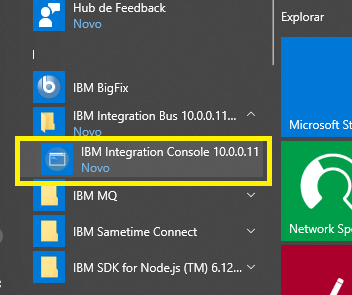 Hub de Feedback
Novo
Explorar
I
IBM BigFix
IBM Integration Bus 10.0.0.11...
Novo
IBM Integration Console 10.0.0.11
Novo
Microsoft St
IBM MQ
IBM Sametime Connect
Network Spe
IBM SDK for Node.js (TM) 6.12...